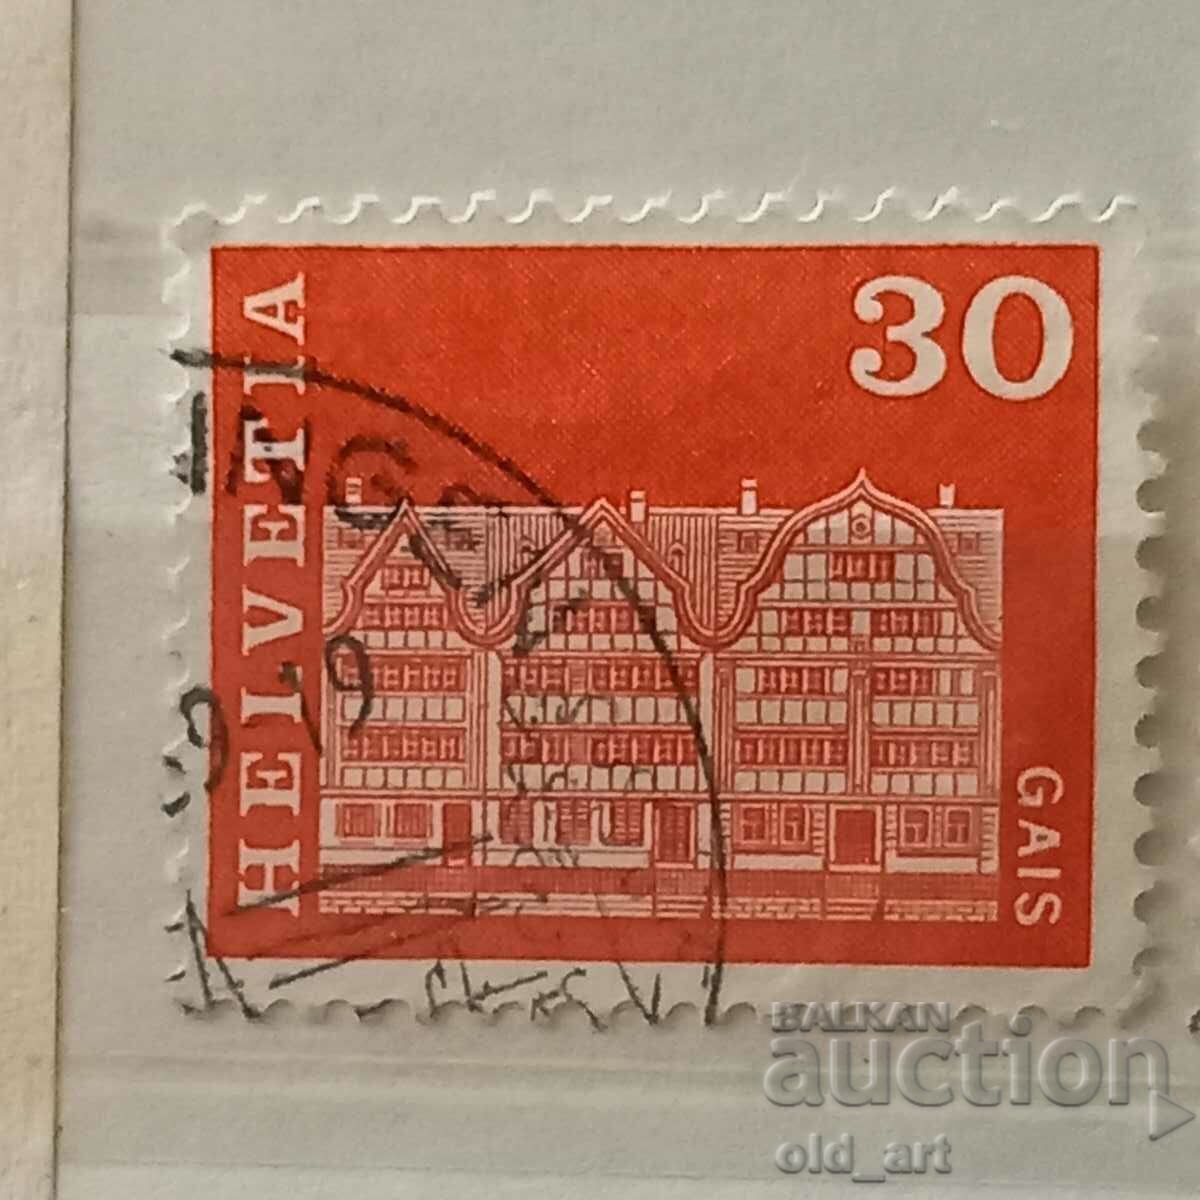 30
HELVETIA
GAIS
BALKAN
auction
old_art